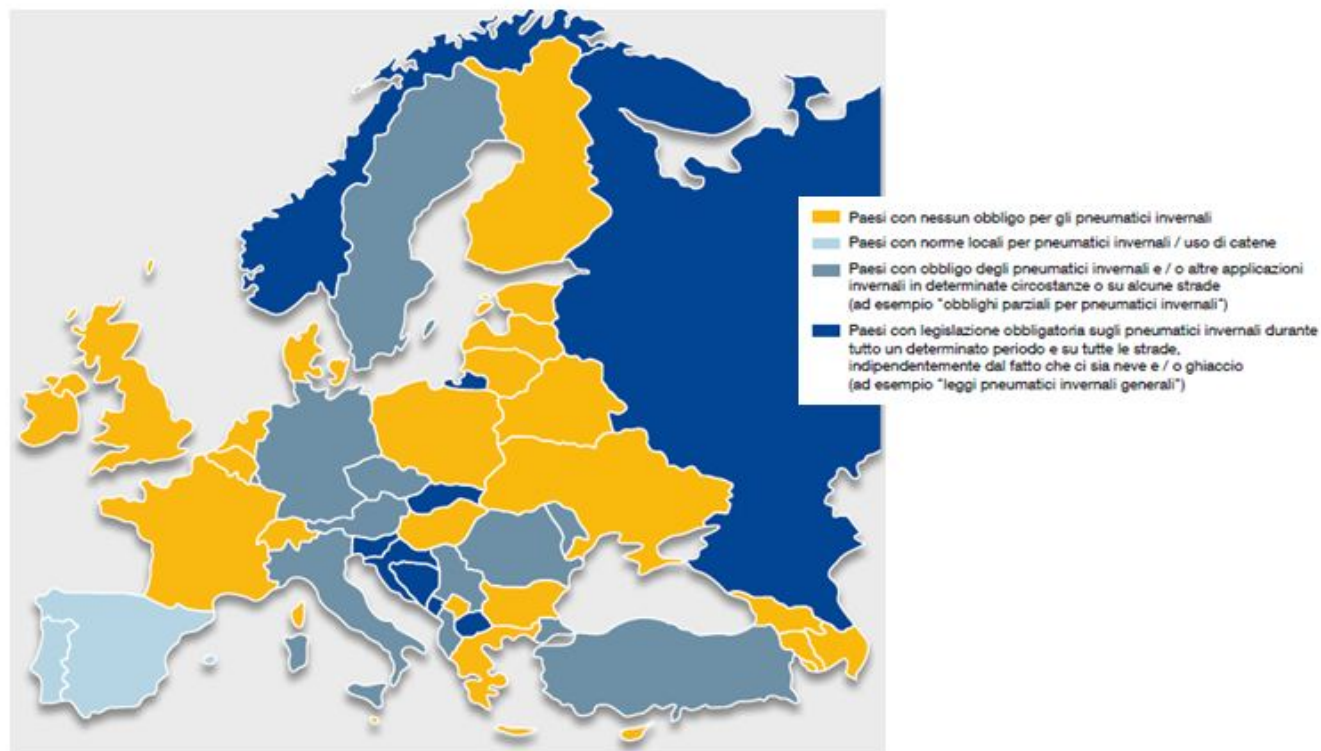 Paesi con nessun obbligo per gli pneumatici invernali
Paesi con norme locali per pneumatici invernali / uso di catene
Paesi con obbligo degli pneumatici invernali e / o altre applicazioni
invernali in determinate circostanze o su alcune strade
(ad esempio "obblighi parziali per pneumatici invernali")
Paesi con legislazione obbligatoria sugli pneumatici invernali durante
tutto un determinato periodo e su tutte le strade,
indipendentemente dal fatto che ci sia neve e / o ghiaccio
(ad esempio "leggi pneumatici invernali generali")